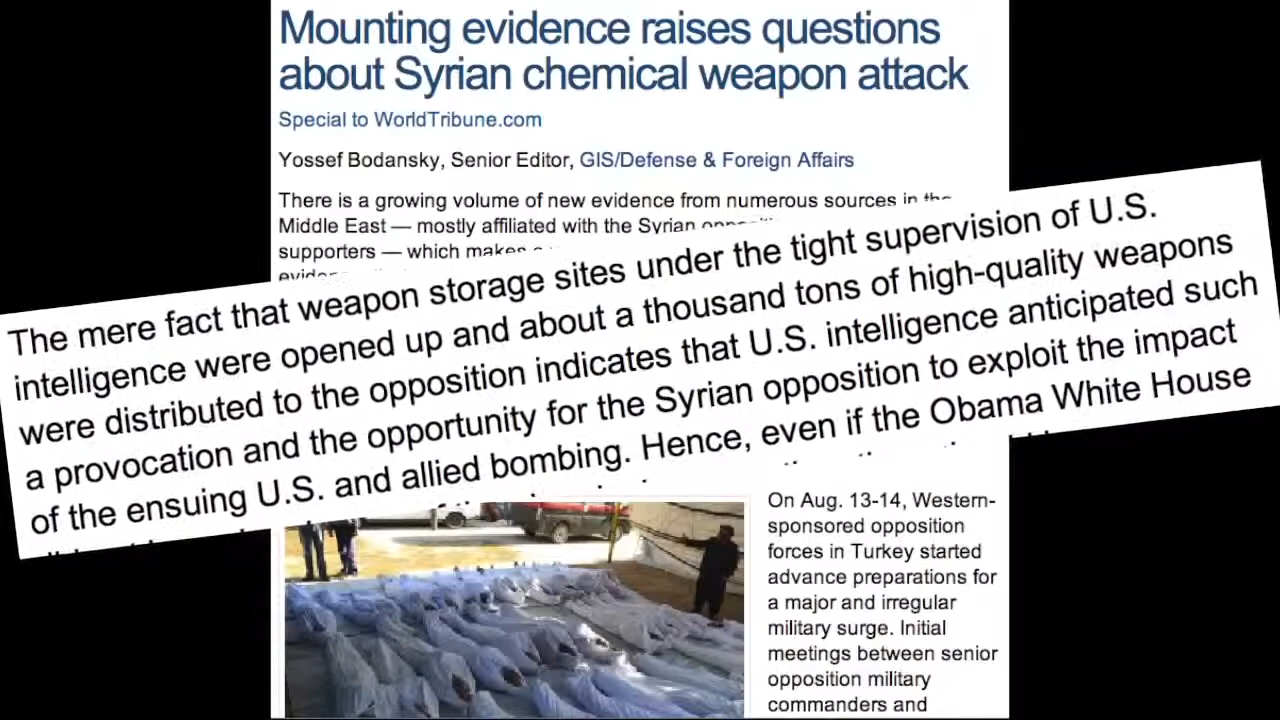 Mounting evidence raises questions
about Syrian chemical weapon attack
Special to WorldTribune.com
Yossef Bodansky, Senior Editor, GIS/Defense & Foreign Affairs
There is a growing volume of new evidence from numerous sources in the
Middle East — mostly affiliated with the Syrian
supporters — which makes
The mere fact that weapon storage sites under the tight supervision of U.S.
intelligence were opened up and about a thousand tons of high-quality weapons
were distributed to the opposition indicates that U.S. intelligence anticipated such
a provocation and the opportunity for the Syrian opposition to exploit the impact
of the ensuing U.S. and allied bombing. Hence, even if the Obama White House
On Aug. 13-14, Western-
sponsored opposition
forces in Turkey started
advance preparations for
a major and irregular
military surge. Initial
meetings between senior
opposition military
commanders and